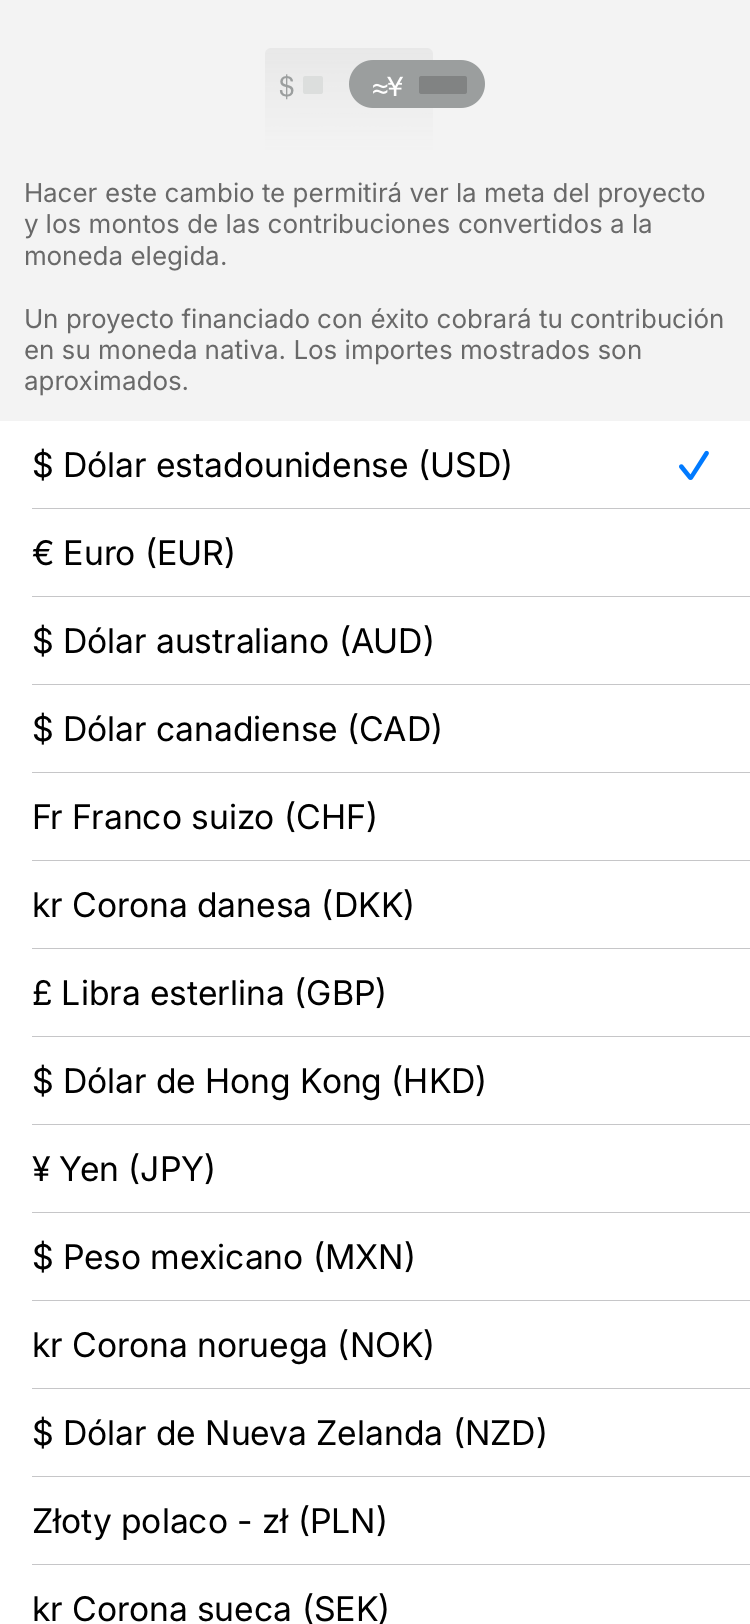 $ ≈¥
Hacer este cambio te permitirá ver la meta del proyecto
y los montos de las contribuciones convertidos a la
moneda elegida.
Un proyecto financiado con éxito cobrará tu contribución
en su moneda nativa. Los importes mostrados son
aproximados.
$ Dólar estadounidense (USD)
€ Euro (EUR)
$ Dólar australiano (AUD)
$ Dólar canadiense (CAD)
Fr Franco suizo (CHF)
kr Corona danesa (DKK)
£ Libra esterlina (GBP)
$ Dólar de Hong Kong (HKD)
¥ Yen (JPY)
$ Peso mexicano (MXN)
kr Corona noruega (NOK)
$ Dólar de Nueva Zelanda (NZD)
Złoty polaco - zł (PLN)
kr Corona sueca (SEK)